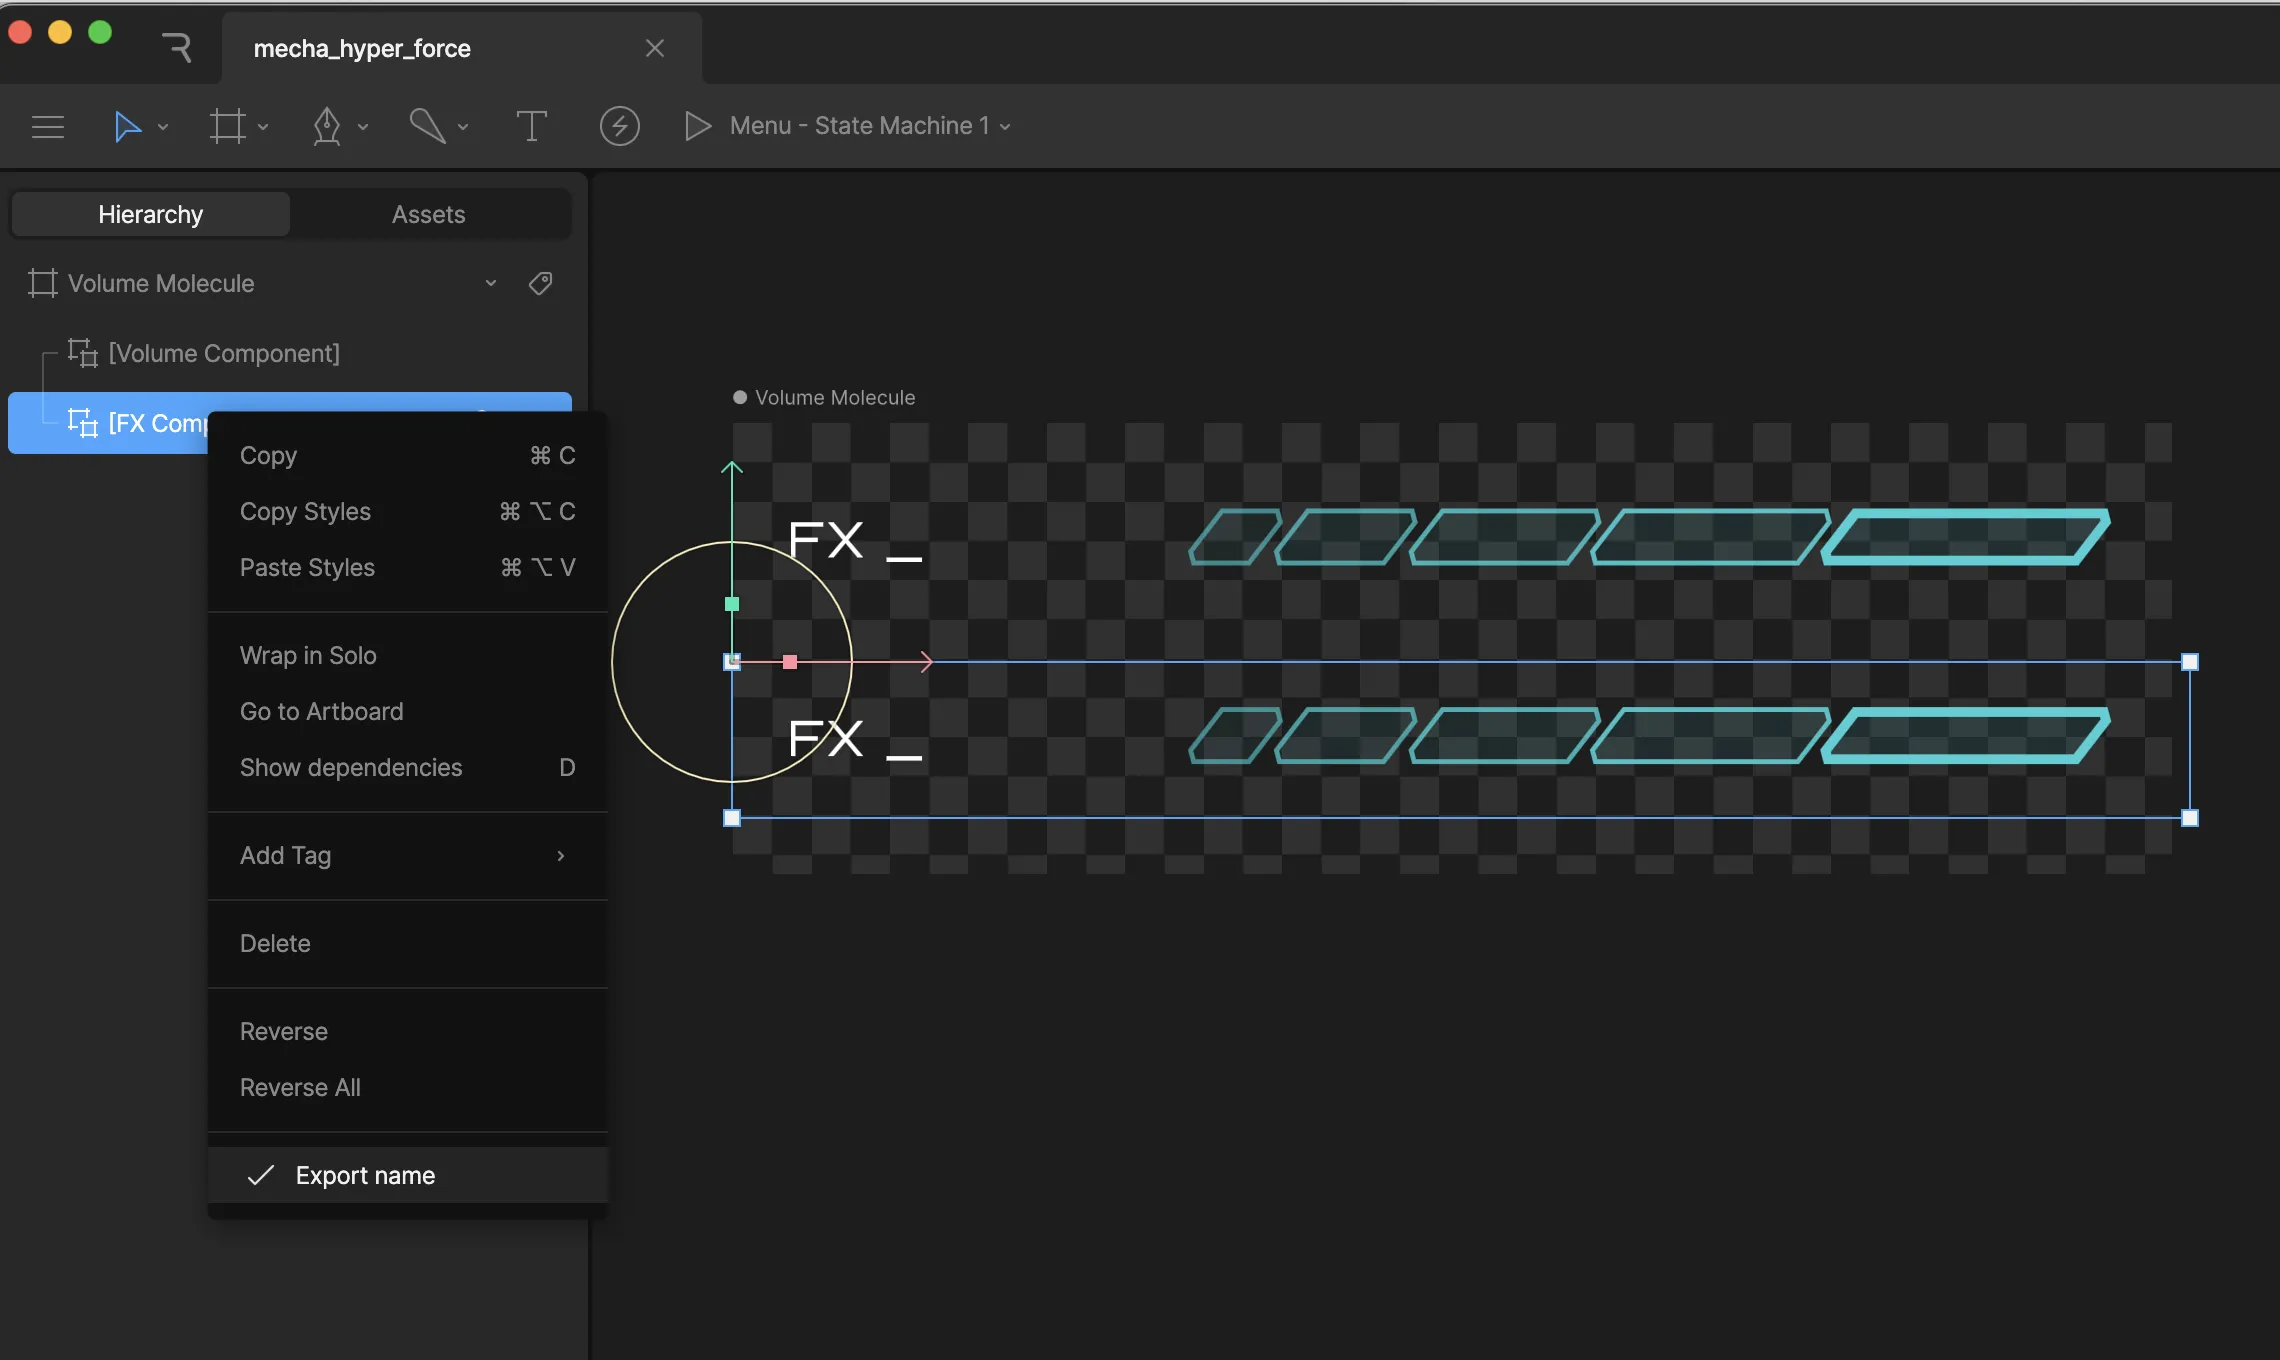 mecha_hyper_force
Menu - State Machine 1
Hierarchy
Assets
Volume Molecule
[Volume Component]
[FX Comp
Copy ⌘ C
Copy Styles ⌘ ⌥ C
Paste Styles ⌘ ⌥ V
Wrap in Solo
Go to Artboard
Show dependencies D
Add Tag
Delete
Reverse
Reverse All
Export name
Volume Molecule
FX _
FX _